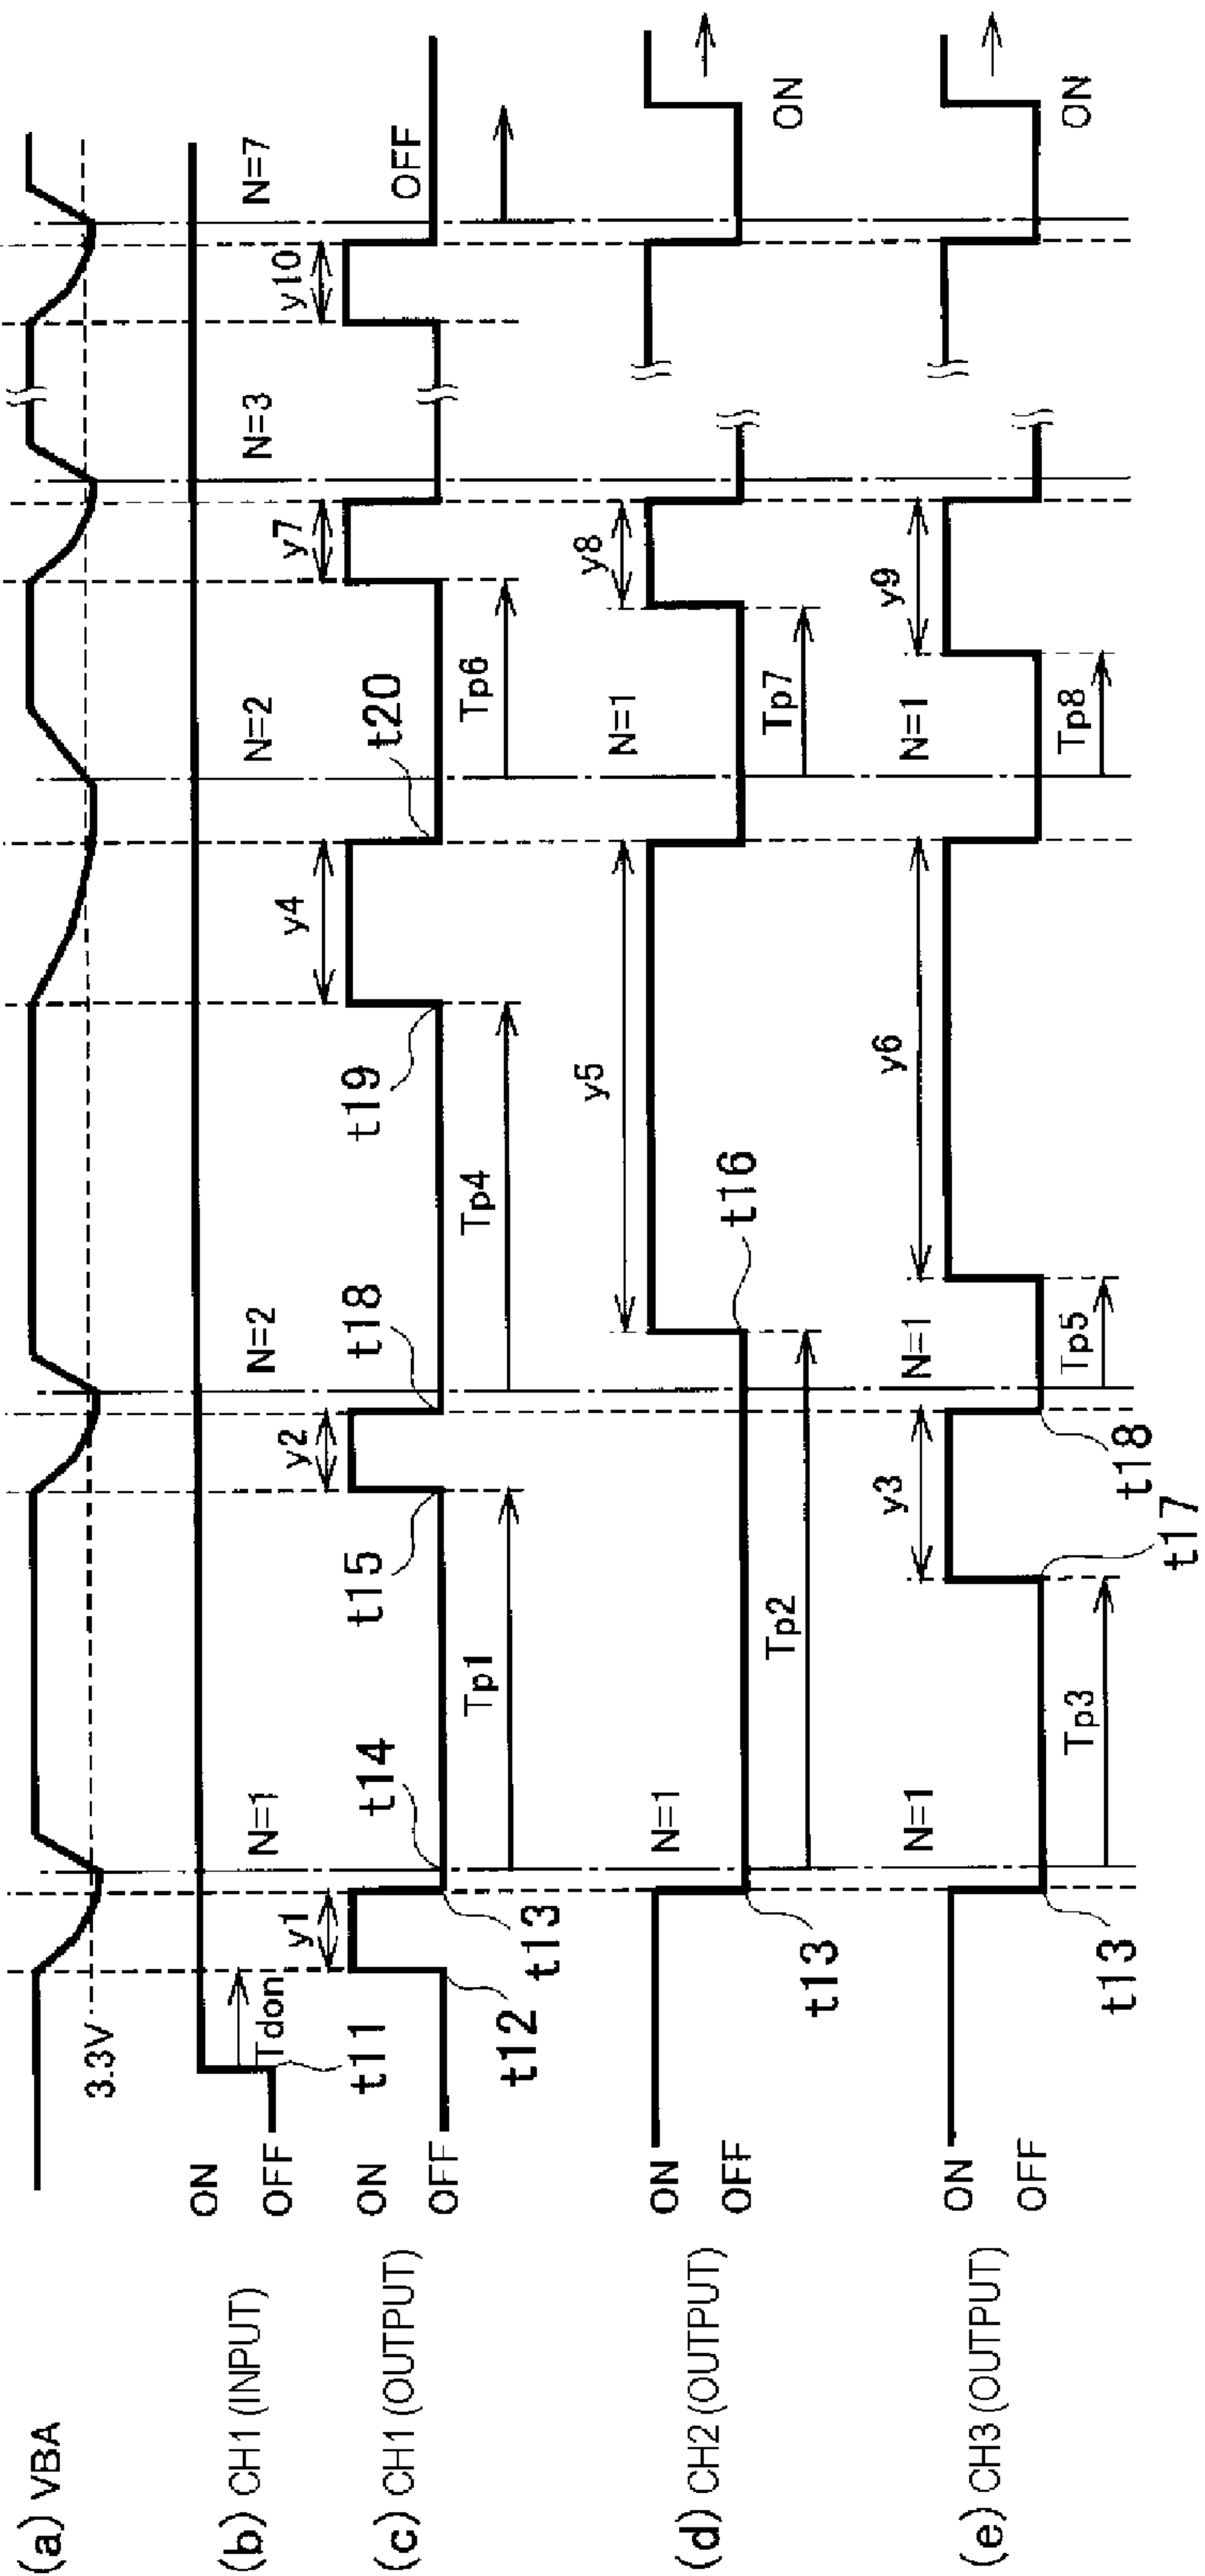 (a) VBA
3.3V
(b) CH1 (INPUT)
ON
OFF
Tdon
t11
N=1
N=2
N=2
N=3
N=7
(c) CH1 (OUTPUT)
ON
OFF
y1
y2
y4
y7
y10
OFF
t12
t13
t14
t15
t18
t19
t20
Tp1
Tp4
Tp6
(d) CH2 (OUTPUT)
ON
OFF
N=1
y5
N=1
y8
t13
Tp2
t16
Tp7
ON
(e) CH3 (OUTPUT)
ON
OFF
N=1
y3
N=1
y6
N=1
y9
t13
Tp3
t17
t18
Tp5
Tp8
ON